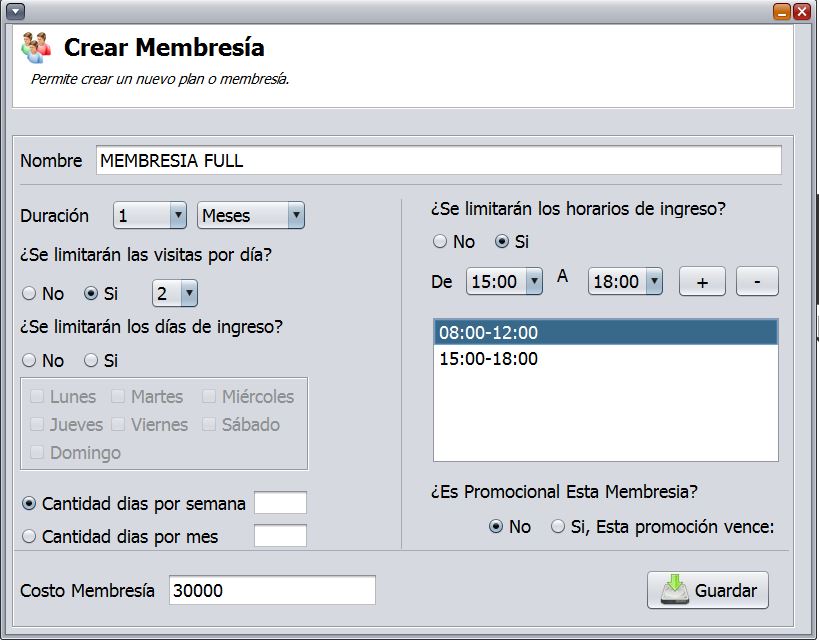 Crear Membresía
Permite crear un nuevo plan o membresía.
Nombre MEMBRESIA FULL
Duración 1 Meses
¿Se limitarán las visitas por día?
No Si 2
¿Se limitarán los días de ingreso?
No Si
Lunes Martes Miércoles
Jueves Viernes Sábado
Domingo
Cantidad dias por semana
Cantidad dias por mes
¿Se limitarán los horarios de ingreso?
No Si
De 15:00 A 18:00 + -
08:00-12:00
15:00-18:00
¿Es Promocional Esta Membresia?
No Si, Esta promoción vence:
Costo Membresía 30000
Guardar